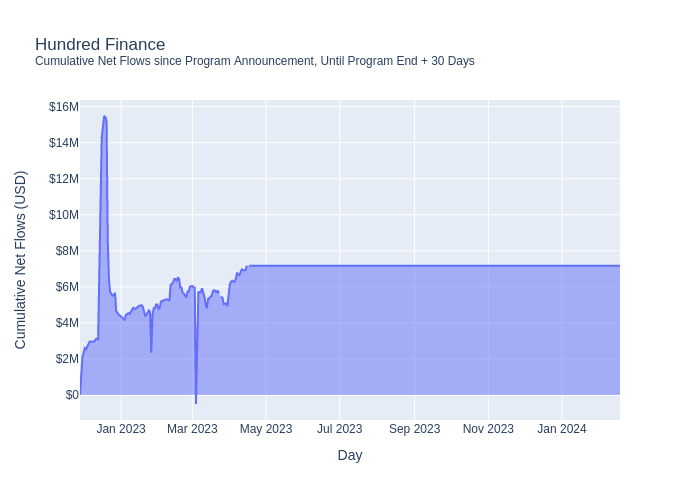 Hundred Finance
Cumulative Net Flows since Program Announcement, Until Program End + 30 Days
Cumulative Net Flows (USD)
$16M
$14M
$12M
$10M
$8M
$6M
$4M
$2M
$0
Jan 2023 Mar 2023 May 2023 Jul 2023 Sep 2023 Nov 2023 Jan 2024
Day